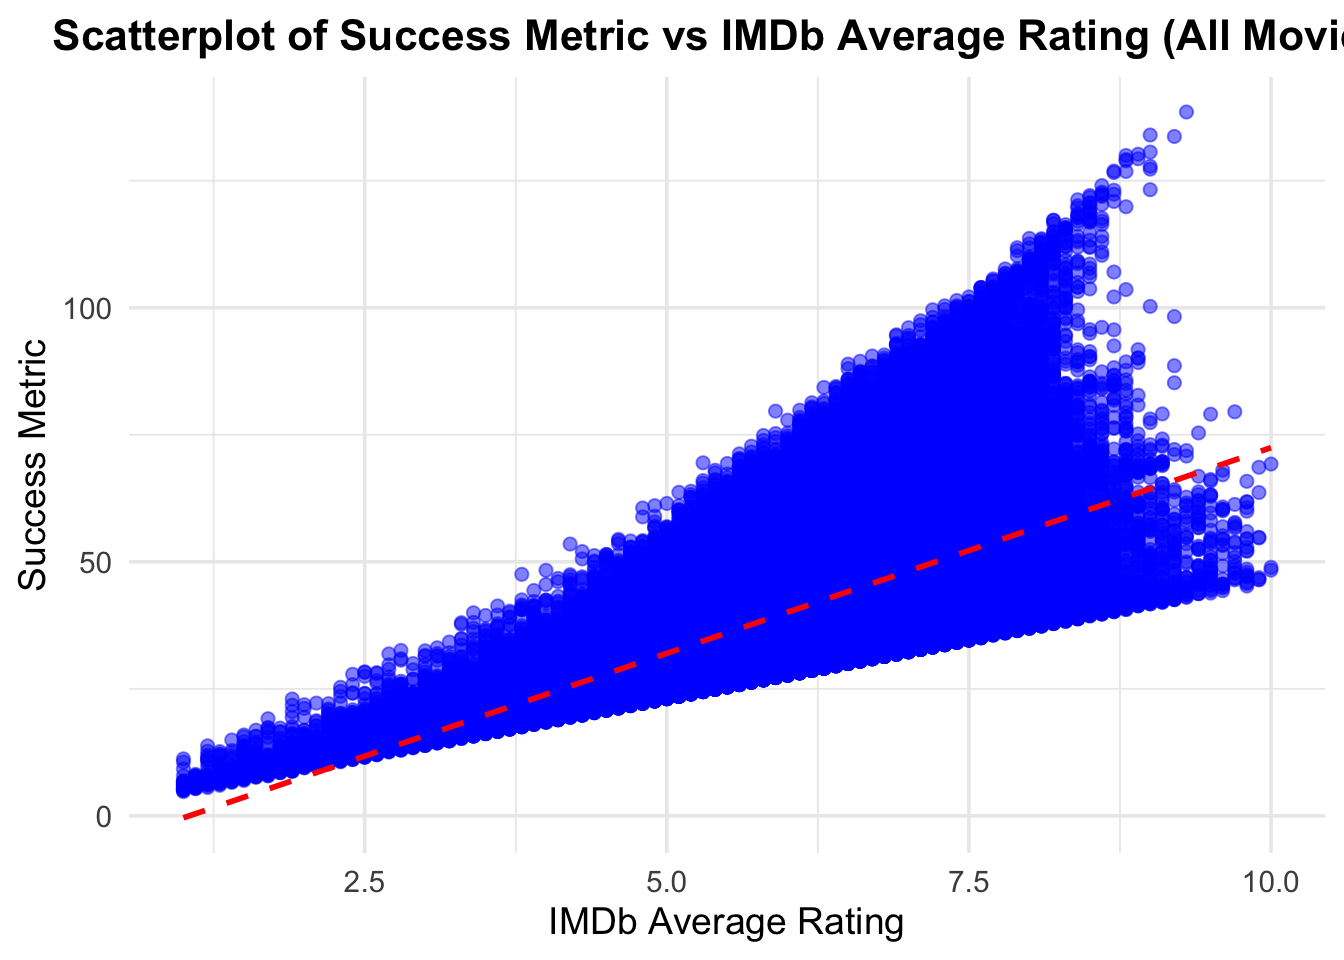 Scatterplot of Success Metric vs IMDb Average Rating (All Movi
Success Metric
100
50
0
2.5 5.0 7.5 10.0
IMDb Average Rating